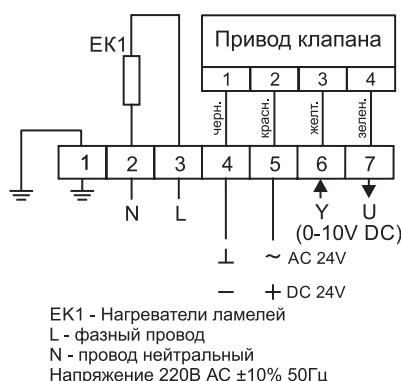 EK1
Привод клапана
1 2 3 4
черн. красн. желт. зелен.
1 2 3 4 5 6 7
N L Y U
(0-10V DC)
⊥ ~ AC 24V
− + DC 24V
EK1 - Нагреватели ламелей
L - фазный провод
N - провод нейтральный
Напряжение 220В AC ±10% 50Гц